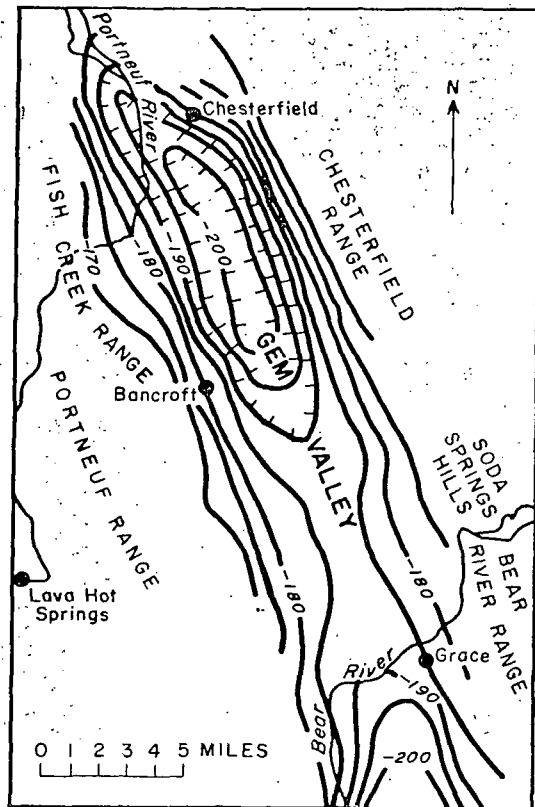 Portneuf
River
N
Chesterfield
CHESTERFIELD
RANGE
FISH CREEK RANGE
-170
-180
-190
-200
GEM
VALLEY
Bancroft
PORTNEUF RANGE
SODA
SPRINGS
HILLS
BEAR
RIVER RANGE
Lava Hot
Springs
-180
-180
Grace
River
Bear
-190
-200
0 1 2 3 4 5 MILES